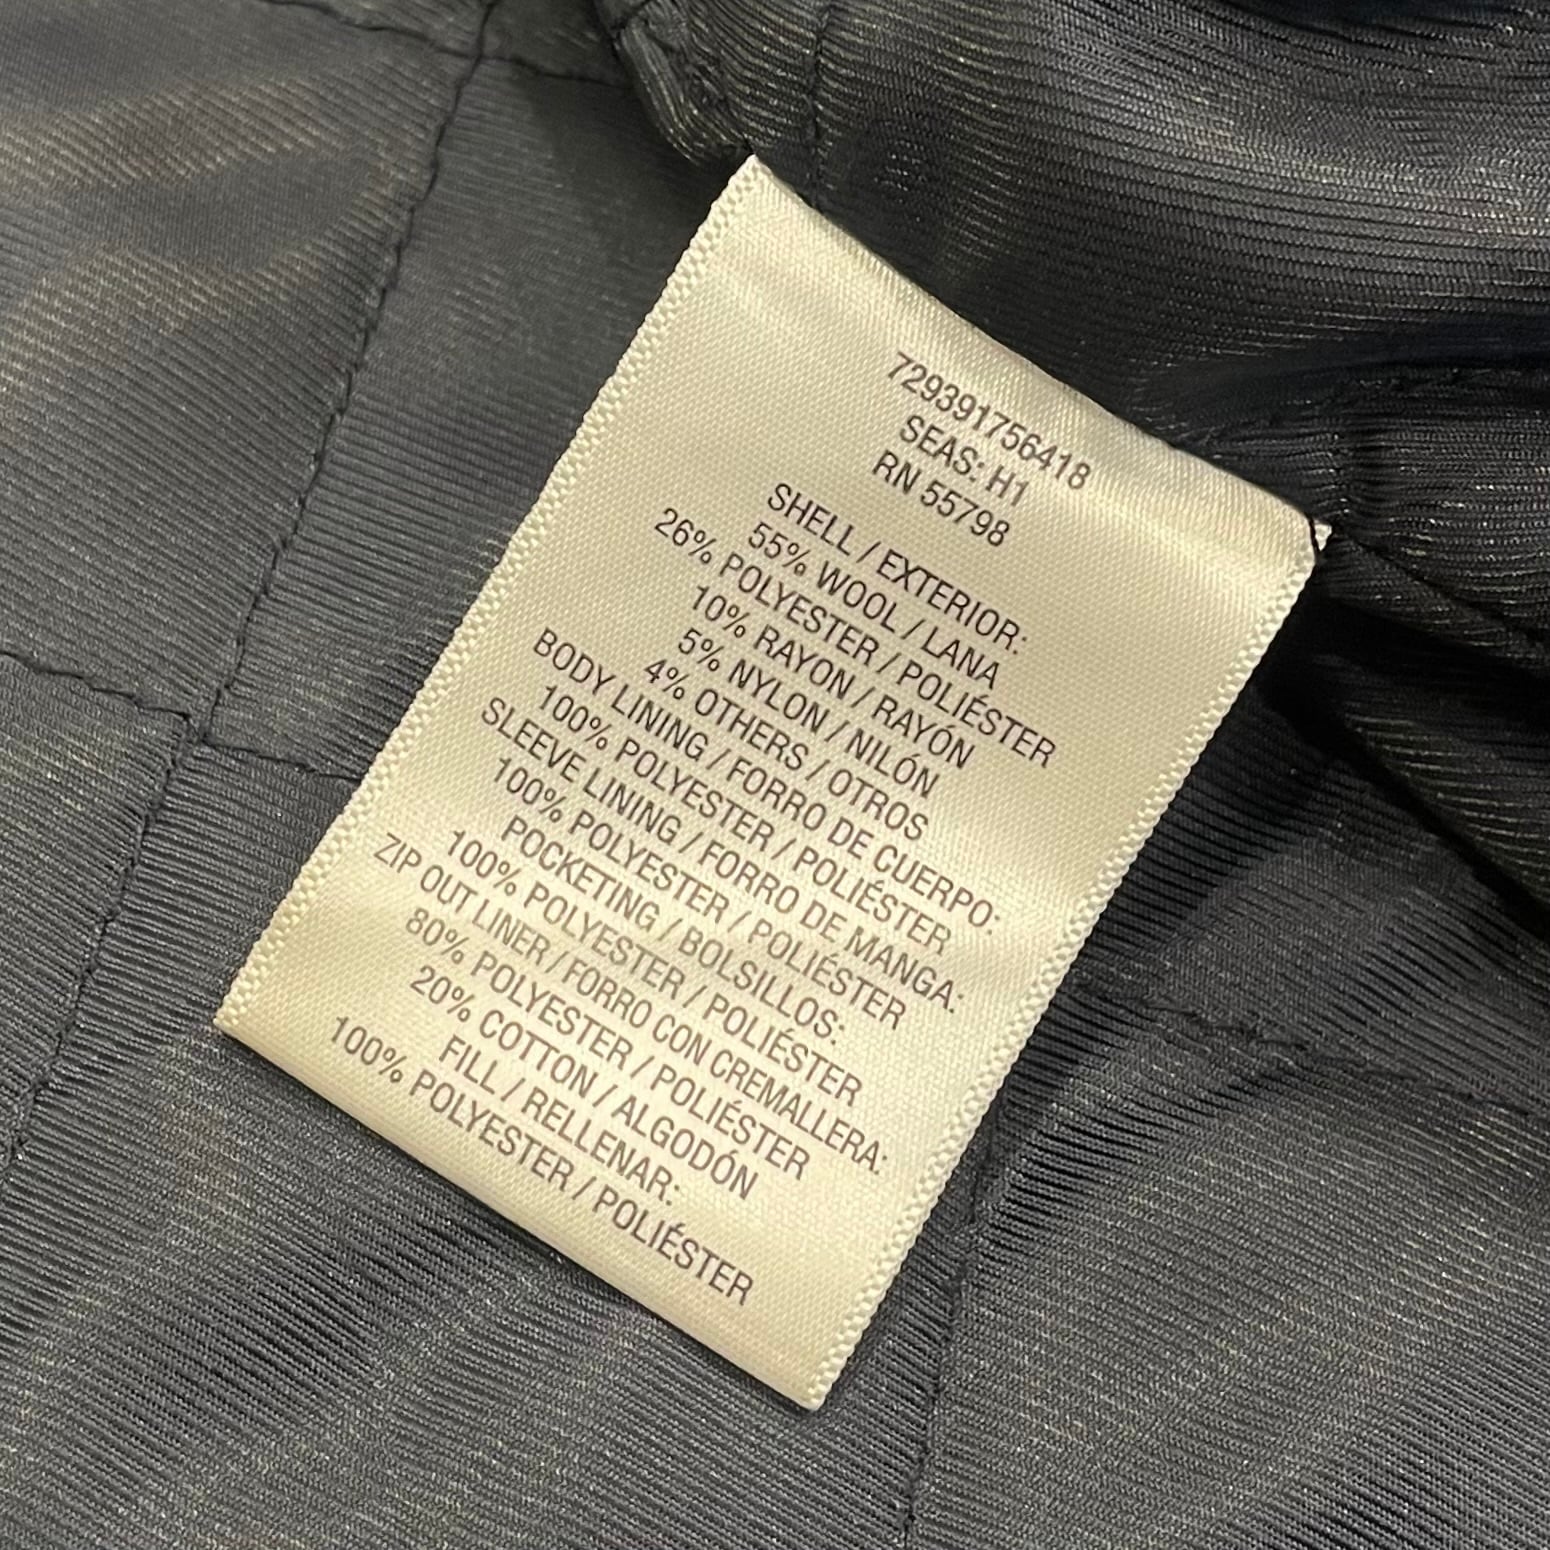 729391756418
SEAS: H1
RN 55798
SHELL / EXTERIOR:
55% WOOL / LANA
26% POLYESTER / POLIÉSTER
10% RAYON / RAYÓN
5% NYLON / NILÓN
4% OTHERS / OTROS
BODY LINING / FORRO DE CUERPO:
100% POLYESTER / POLIÉSTER
SLEEVE LINING / FORRO DE MANGA:
100% POLYESTER / POLIÉSTER
POCKETING / BOLSILLOS:
100% POLYESTER / POLIÉSTER
ZIP OUT LINER / FORRO CON CREMALLERA:
80% POLYESTER / POLIÉSTER
20% COTTON / ALGODÓN
FILL / RELLENAR:
100% POLYESTER / POLIÉSTER